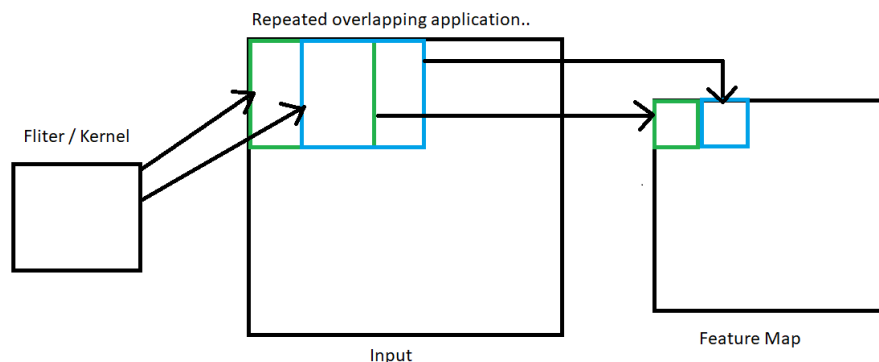 Repeated overlapping application..
Fliter / Kernel
Input
Feature Map